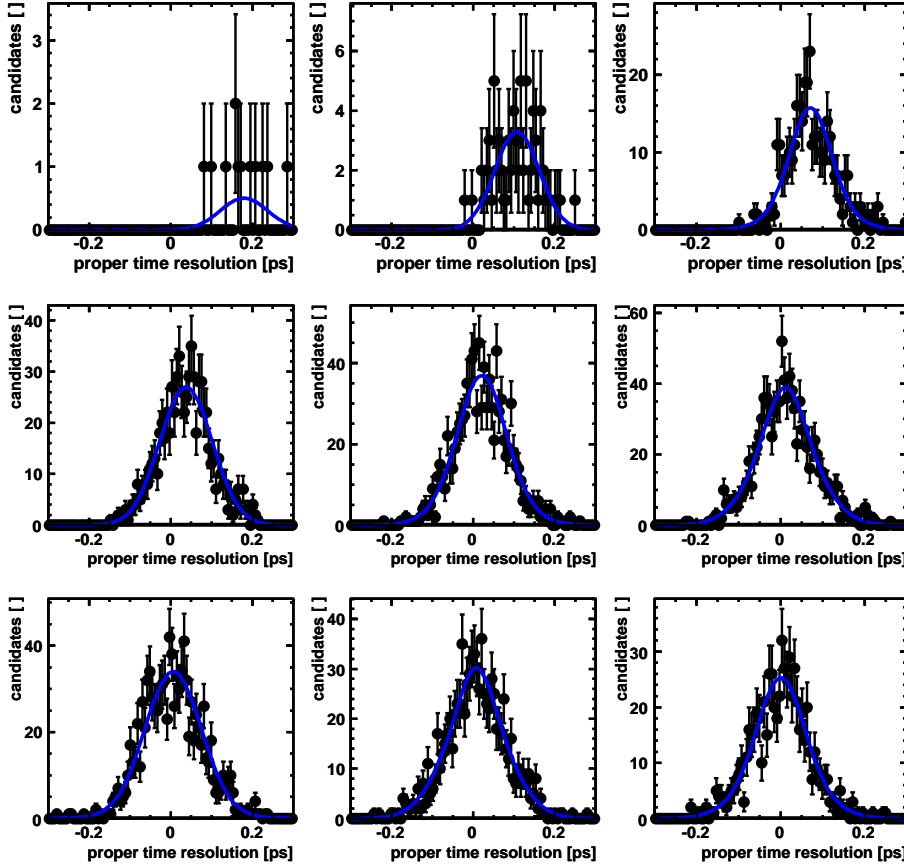 candidates [ ]
3
2
1
0
-0.2 0 0.2
proper time resolution [ps]
candidates [ ]
6
4
2
0
-0.2 0 0.2
proper time resolution [ps]
candidates [ ]
20
10
0
-0.2 0 0.2
proper time resolution [ps]
candidates [ ]
40
30
20
10
0
-0.2 0 0.2
proper time resolution [ps]
candidates [ ]
40
20
0
-0.2 0 0.2
proper time resolution [ps]
candidates [ ]
60
40
20
0
-0.2 0 0.2
proper time resolution [ps]
candidates [ ]
40
20
0
-0.2 0 0.2
proper time resolution [ps]
candidates [ ]
40
30
20
10
0
-0.2 0 0.2
proper time resolution [ps]
candidates [ ]
30
20
10
0
-0.2 0 0.2
proper time resolution [ps]